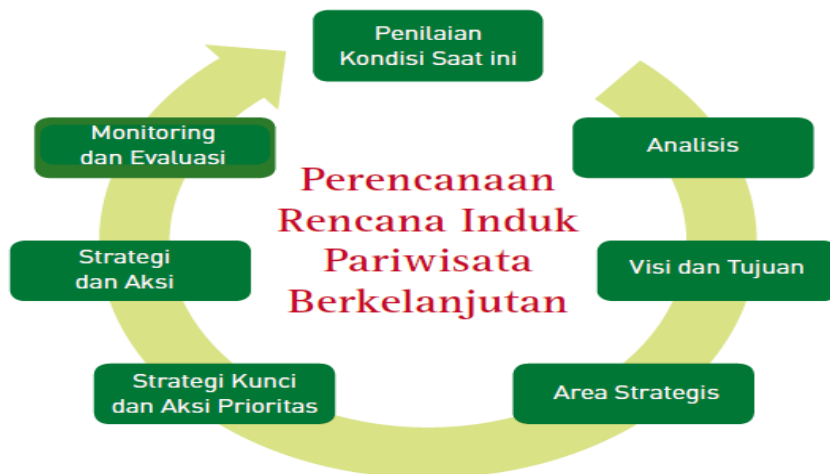 Penilaian
Kondisi Saat ini
Analisis
Visi dan Tujuan
Area Strategis
Strategi Kunci
dan Aksi Prioritas
Strategi
dan Aksi
Monitoring
dan Evaluasi
Perencanaan
Rencana Induk
Pariwisata
Berkelanjutan